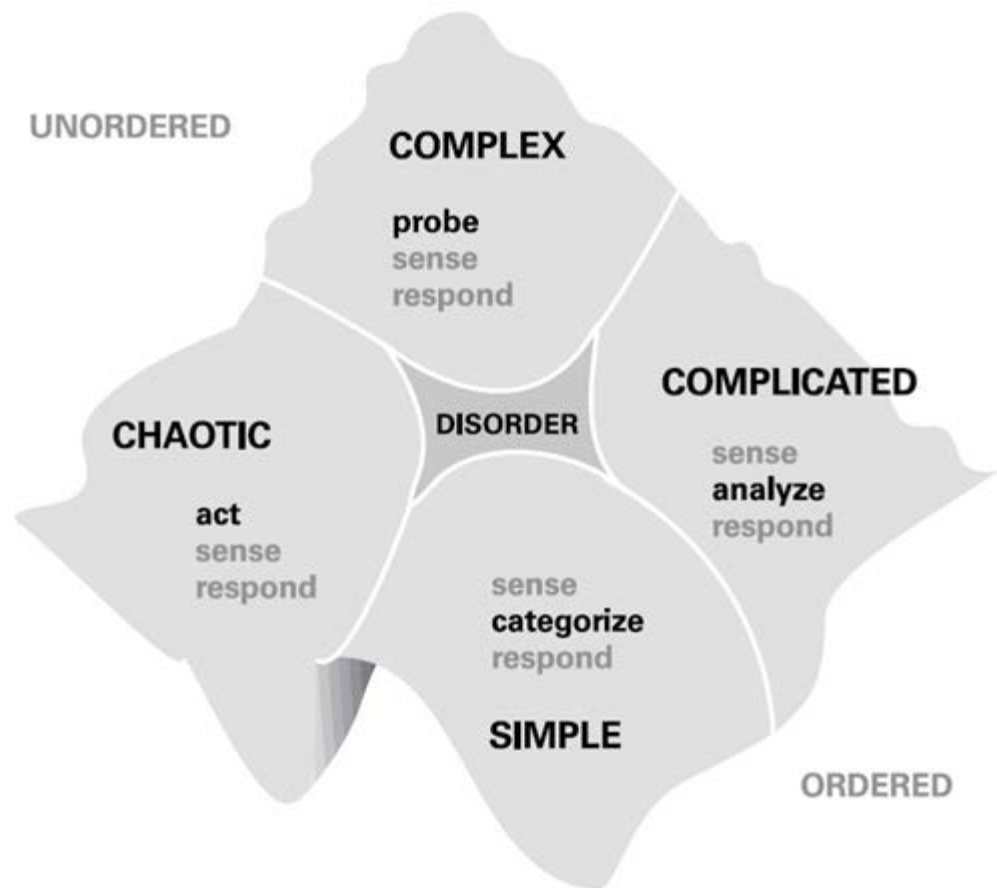 UNORDERED
COMPLEX
probe
sense
respond
COMPLICATED
sense
analyze
respond
DISORDER
CHAOTIC
act
sense
respond
sense
categorize
respond
SIMPLE
ORDERED